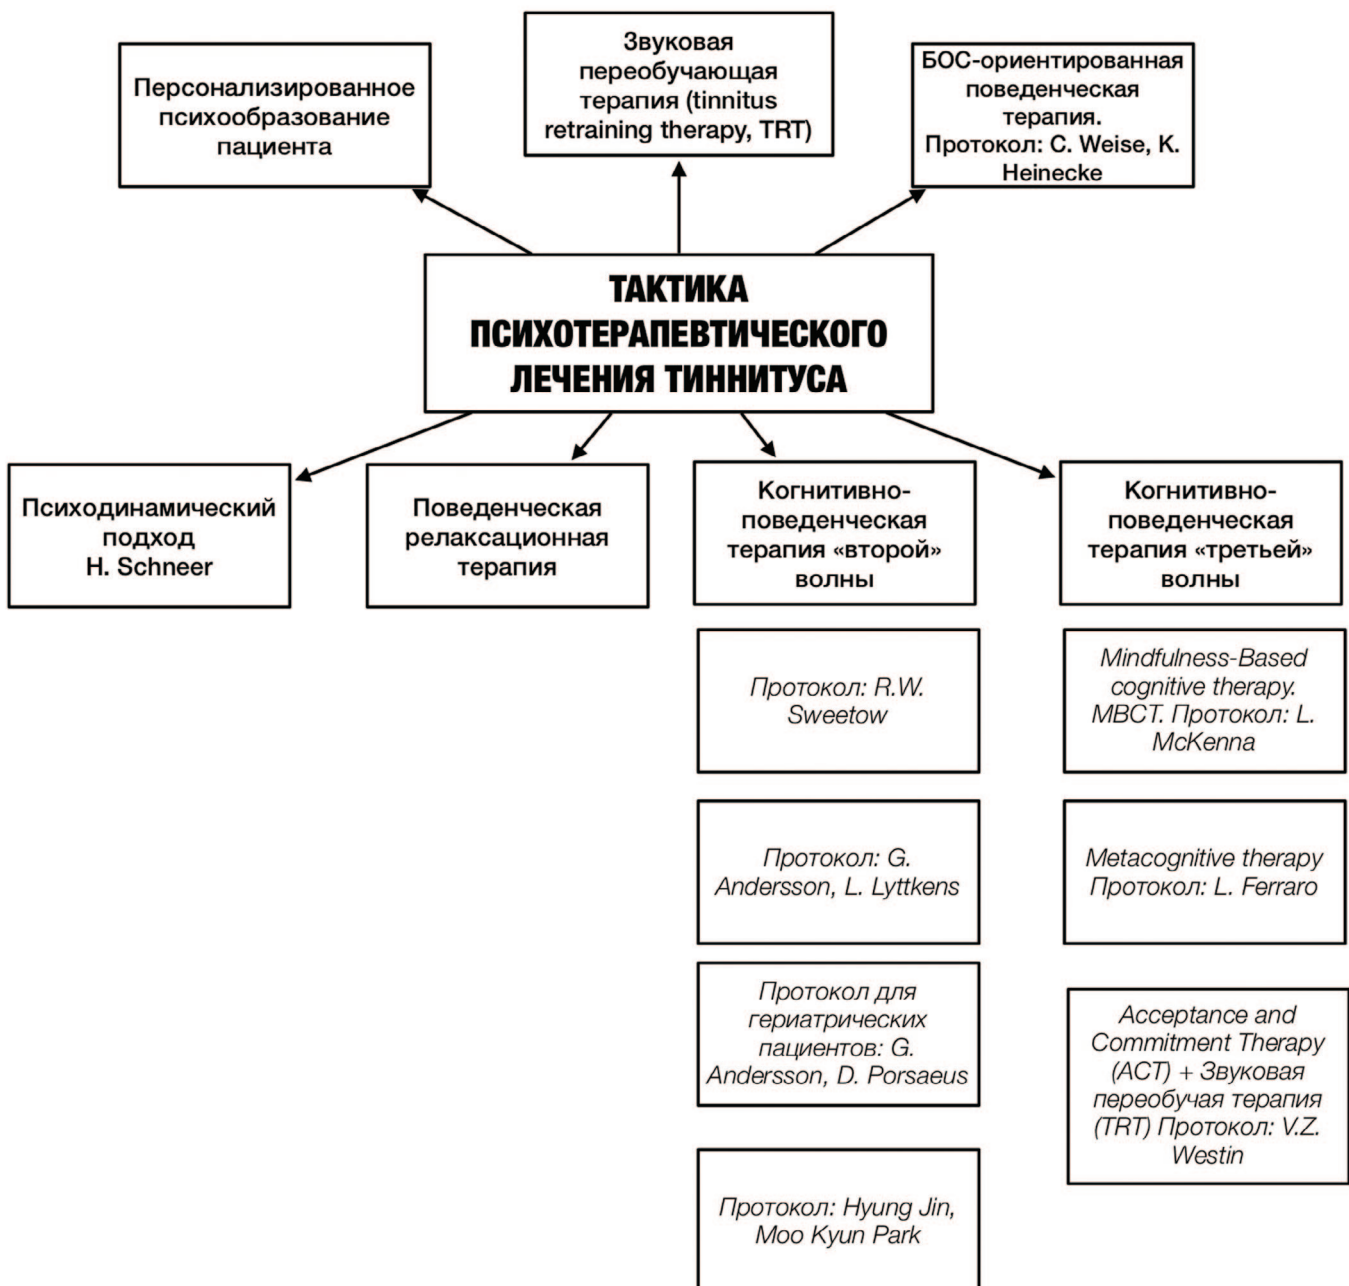 Персонализированное
психообразование
пациента
Звуковая
переобучающая
терапия (tinnitus
retraining therapy, TRT)
БОС-ориентированная
поведенческая
терапия.
Протокол: C. Weise, K.
Heinecke
ТАКТИКА
ПСИХОТЕРАПЕВТИЧЕСКОГО
ЛЕЧЕНИЯ ТИННИТУСА
Психодинамический
подход
H. Schneer
Поведенческая
релаксационная
терапия
Когнитивно-
поведенческая
терапия «второй»
волны
Когнитивно-
поведенческая
терапия «третьей»
волны
Протокол: R.W.
Sweetow
Протокол: G.
Andersson, L. Lyttkens
Протокол для
гериатрических
пациентов: G.
Andersson, D. Porsaeus
Протокол: Hyung Jin,
Moo Kyun Park
Mindfulness-Based
cognitive therapy.
MBCT. Протокол: L.
McKenna
Metacognitive therapy
Протокол: L. Ferraro
Acceptance and
Commitment Therapy
(ACT) + Звуковая
переобучая терапия
(TRT) Протокол: V.Z.
Westin